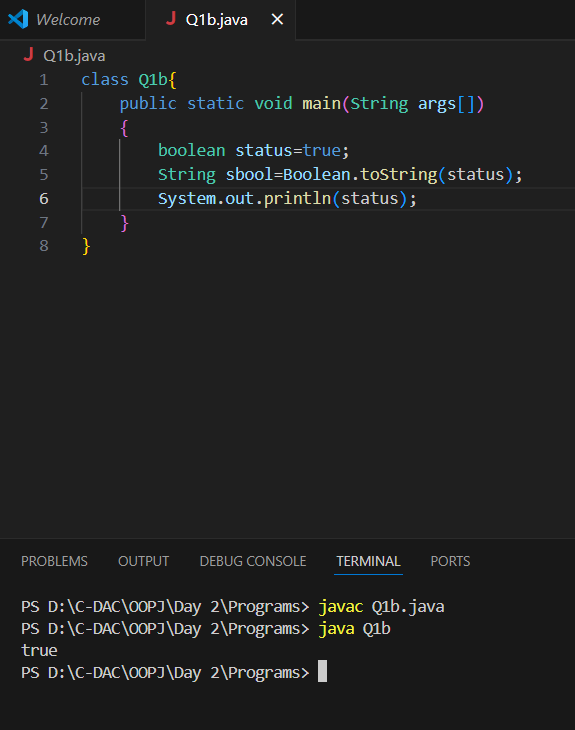 Welcome
Q1b.java
Q1b.java
1 class Q1b{
2     public static void main(String args[])
3     {
4         boolean status=true;
5         String sbool=Boolean.toString(status);
6         System.out.println(status);
7     }
8 }
PROBLEMS OUTPUT DEBUG CONSOLE TERMINAL PORTS
PS D:\C-DAC\OOPJ\Day 2\Programs> javac Q1b.java
PS D:\C-DAC\OOPJ\Day 2\Programs> java Q1b
true
PS D:\C-DAC\OOPJ\Day 2\Programs>